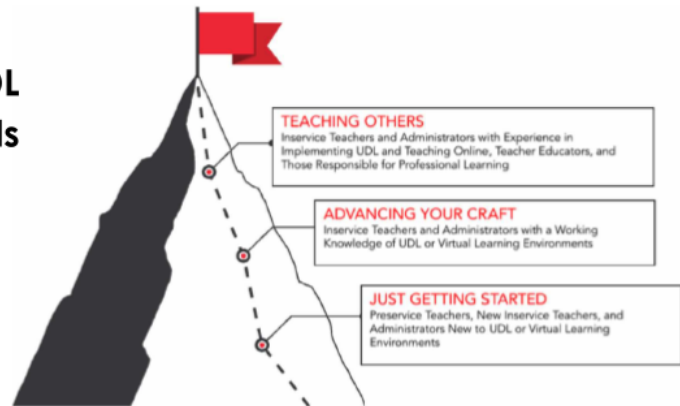 DL
ls
TEACHING OTHERS
Inservice Teachers and Administrators with Experience in
Implementing UDL and Teaching Online, Teacher Educators, and
Those Responsible for Professional Learning
ADVANCING YOUR CRAFT
Inservice Teachers and Administrators with a Working
Knowledge of UDL or Virtual Learning Environments
JUST GETTING STARTED
Preservice Teachers, New Inservice Teachers, and
Administrators New to UDL or Virtual Learning
Environments